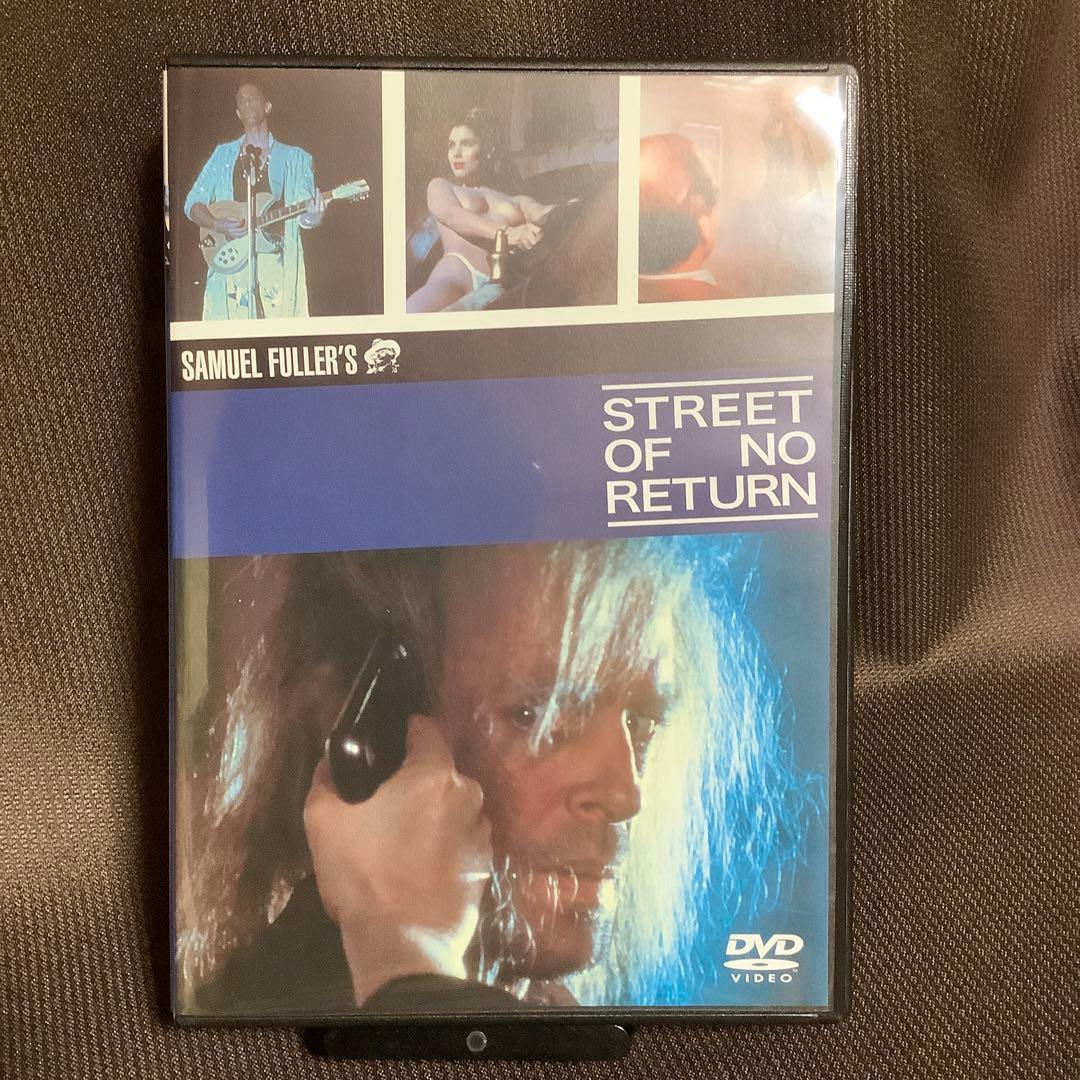 SAMUEL FULLER'S
STREET
OF NO
RETURN
DVD
VIDEO